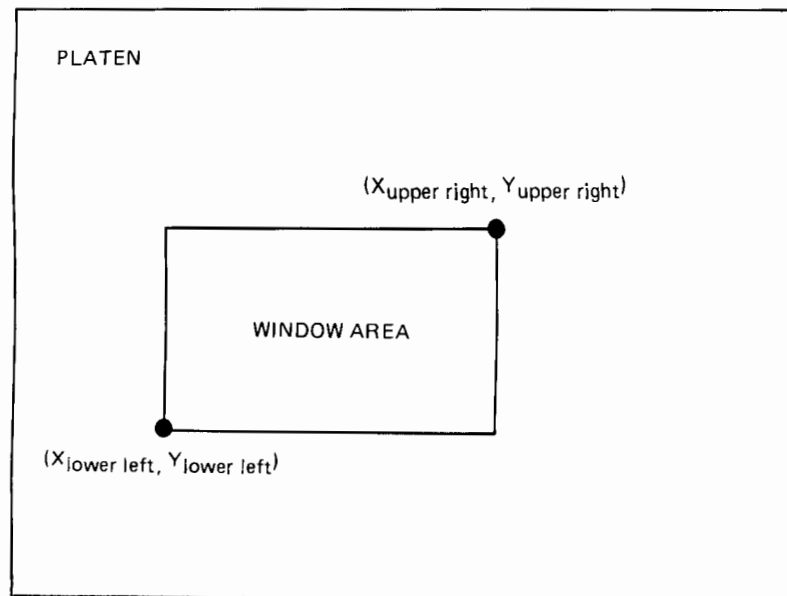 PLATEN
(Xupper right, Yupper right)
WINDOW AREA
(Xlower left, Ylower left)